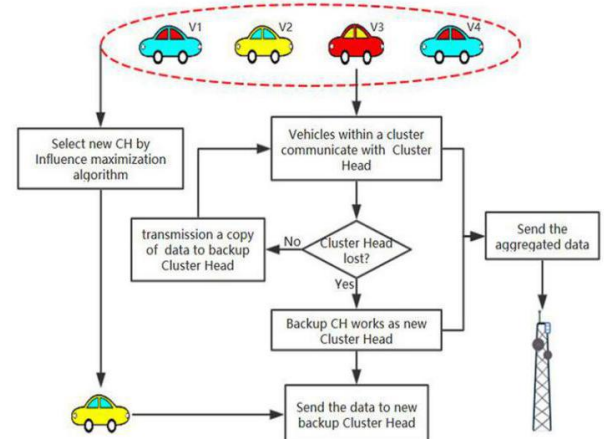 V1
V2
V3
V4
Select new CH by
Influence maximization
algorithm
Vehicles within a cluster
communicate with Cluster
Head
transmission a copy
of data to backup
Cluster Head
No
Cluster Head
lost?
Yes
Send the
aggregated data
Backup CH works as new
Cluster Head
Send the data to new
backup Cluster Head